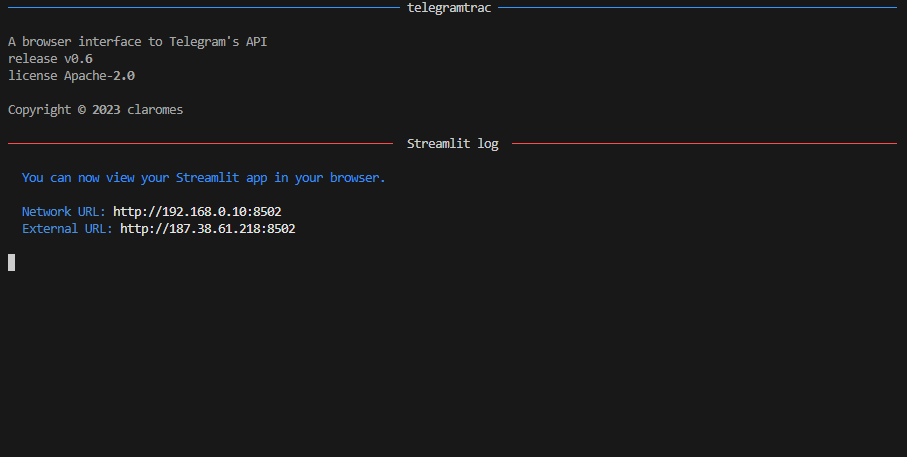 telegramtrac
A browser interface to Telegram's API
release v0.6
license Apache-2.0
Copyright © 2023 claromes
Streamlit log
You can now view your Streamlit app in your browser.
Network URL: http://192.168.0.10:8502
External URL: http://187.38.61.218:8502